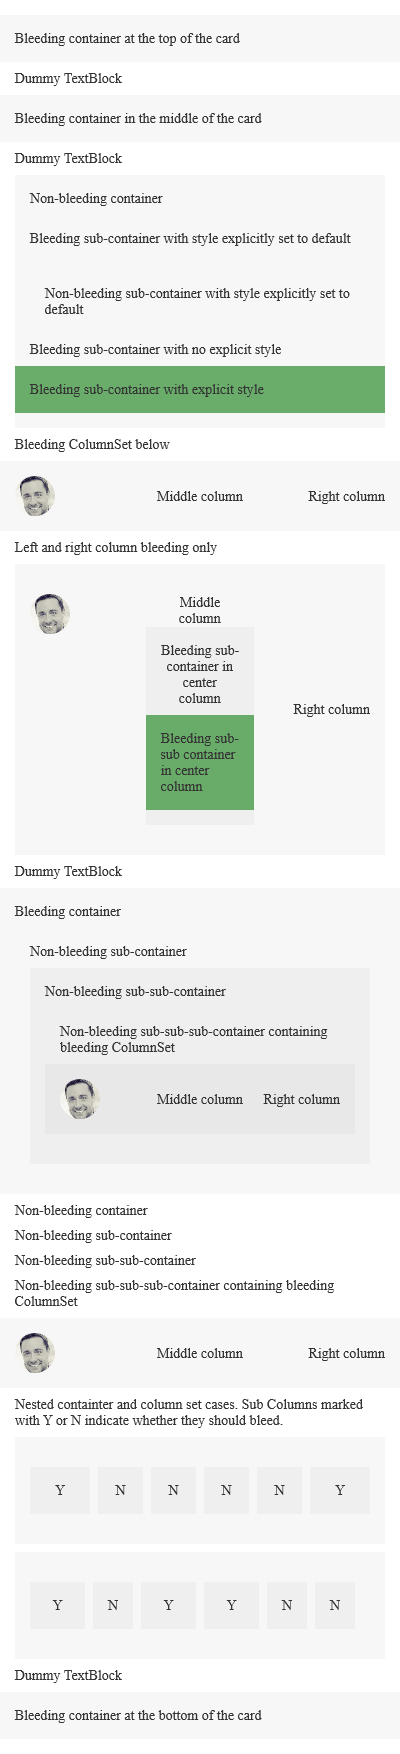 Bleeding container at the top of the card
Dummy TextBlock
Bleeding container in the middle of the card
Dummy TextBlock
Non-bleeding container
Bleeding sub-container with style explicitly set to default
Non-bleeding sub-container with style explicitly set to
default
Bleeding sub-container with no explicit style
Bleeding sub-container with explicit style
Bleeding ColumnSet below
Middle column
Right column
Left and right column bleeding only
Middle
column
Bleeding sub-
container in
center
column
Bleeding sub-
sub container
in center
column
Right column
Dummy TextBlock
Bleeding container
Non-bleeding sub-container
Non-bleeding sub-sub-container
Non-bleeding sub-sub-sub-container containing
bleeding ColumnSet
Middle column
Right column
Non-bleeding container
Non-bleeding sub-container
Non-bleeding sub-sub-container
Non-bleeding sub-sub-sub-container containing bleeding
ColumnSet
Middle column
Right column
Nested containter and column set cases. Sub Columns marked
with Y or N indicate whether they should bleed.
Y N N N N Y
Y N Y Y N N
Dummy TextBlock
Bleeding container at the bottom of the card